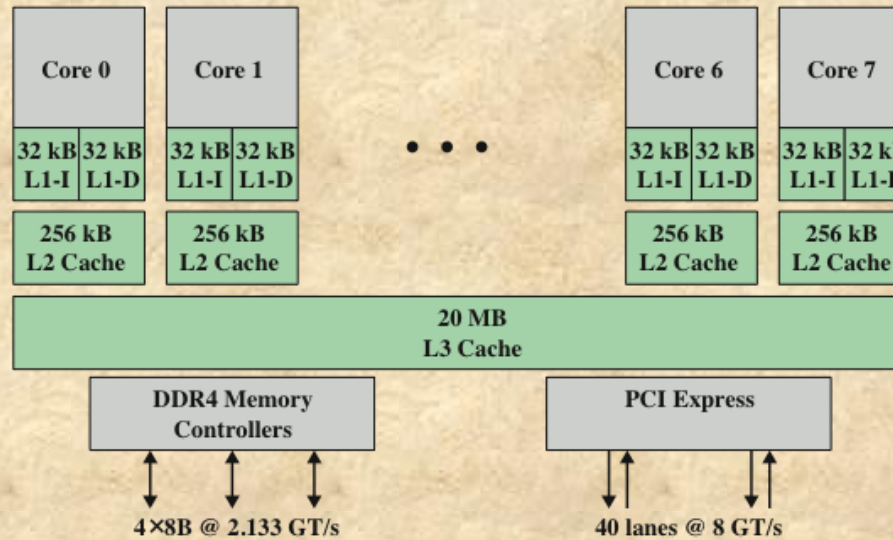 Core 0
Core 1
Core 6
Core 7
32 kB 32 kB
L1-I L1-D
32 kB 32 kB
L1-I L1-D
32 kB 32 kB
L1-I L1-D
32 kB 32 k
L1-I L1-
256 kB
L2 Cache
256 kB
L2 Cache
256 kB
L2 Cache
256 kB
L2 Cache
20 MB
L3 Cache
DDR4 Memory
Controllers
PCI Express
4×8B @ 2.133 GT/s
40 lanes @ 8 GT/s